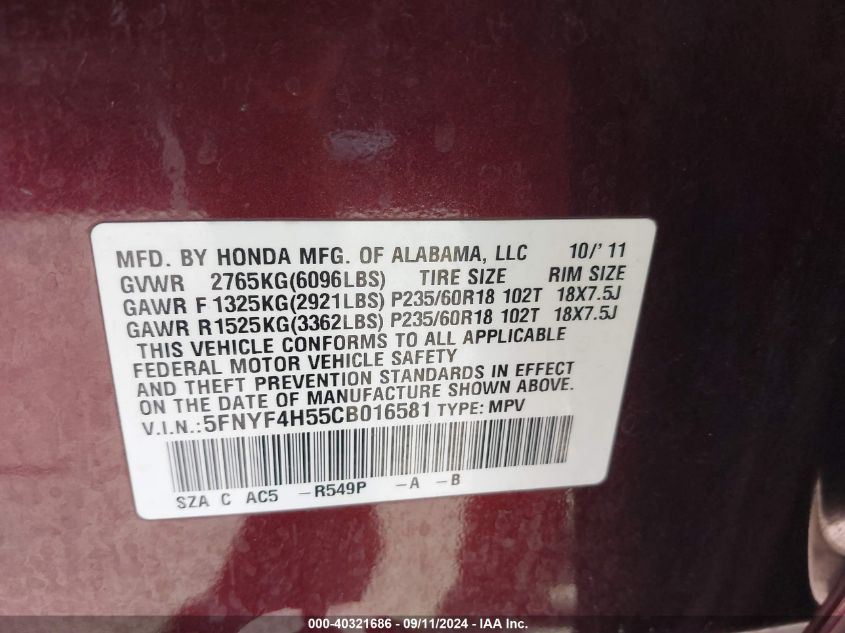 MFD. BY HONDA MFG. OF ALABAMA, LLC 10/' 11
GVWR 2765KG(6096LBS) TIRE SIZE RIM SIZE
GAWR F 1325KG(2921LBS) P235/60R18 102T 18X7.5J
GAWR R1525KG(3362LBS) P235/60R18 102T 18X7.5J
THIS VEHICLE CONFORMS TO ALL APPLICABLE
FEDERAL MOTOR VEHICLE SAFETY
AND THEFT PREVENTION STANDARDS IN EFFECT
ON THE DATE OF MANUFACTURE SHOWN ABOVE.
V.I.N.:5FNYF4H55CB016581 TYPE: MPV
SZA C AC5 -R549P -A -B
000-40321686 - 09/11/2024 - IAA Inc.